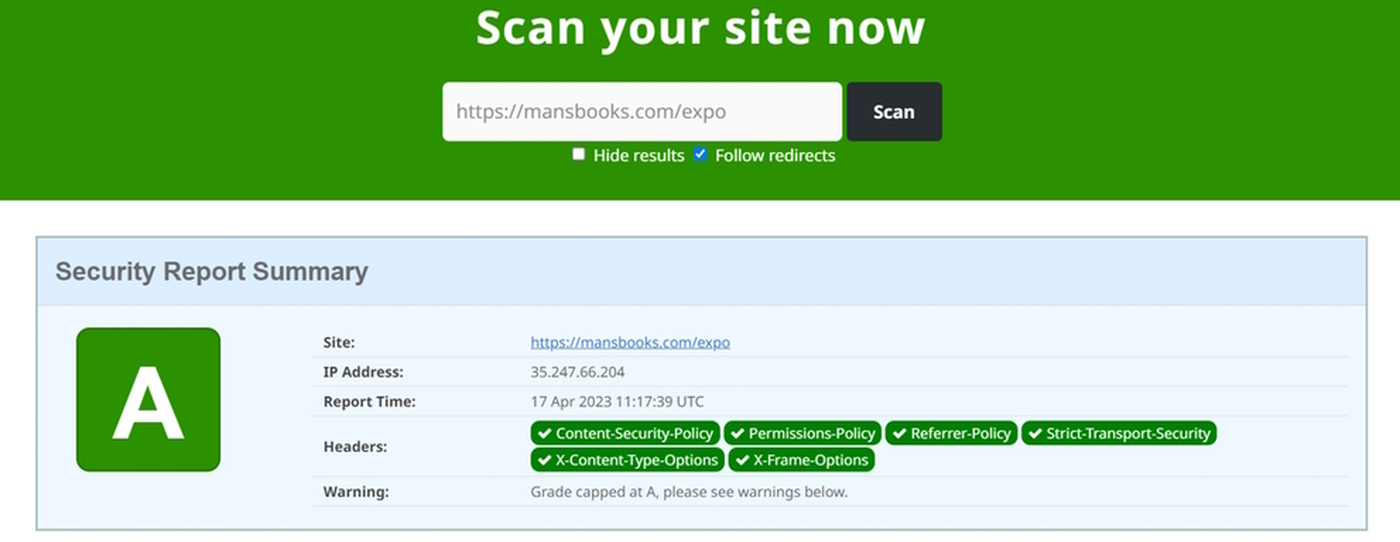 Scan your site now
https://mansbooks.com/expo
Scan
Hide results
Follow redirects
Security Report Summary
A
Site: https://mansbooks.com/expo
IP Address: 35.247.66.204
Report Time: 17 Apr 2023 11:17:39 UTC
Headers: Content-Security-Policy Permissions-Policy Referrer-Policy Strict-Transport-Security
X-Content-Type-Options X-Frame-Options
Warning: Grade capped at A, please see warnings below.